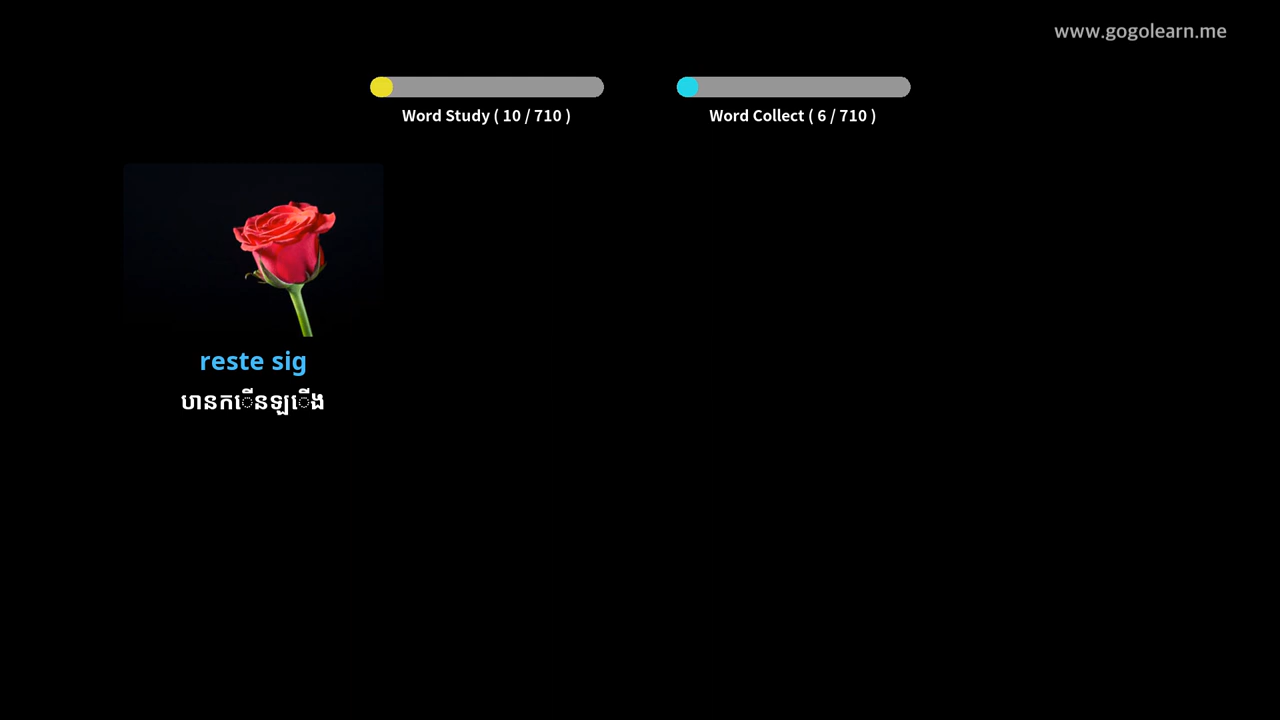 www.gogolearn.me
Word Study ( 10 / 710 )
Word Collect ( 6 / 710 )
reste sig
បានកើនឡើង